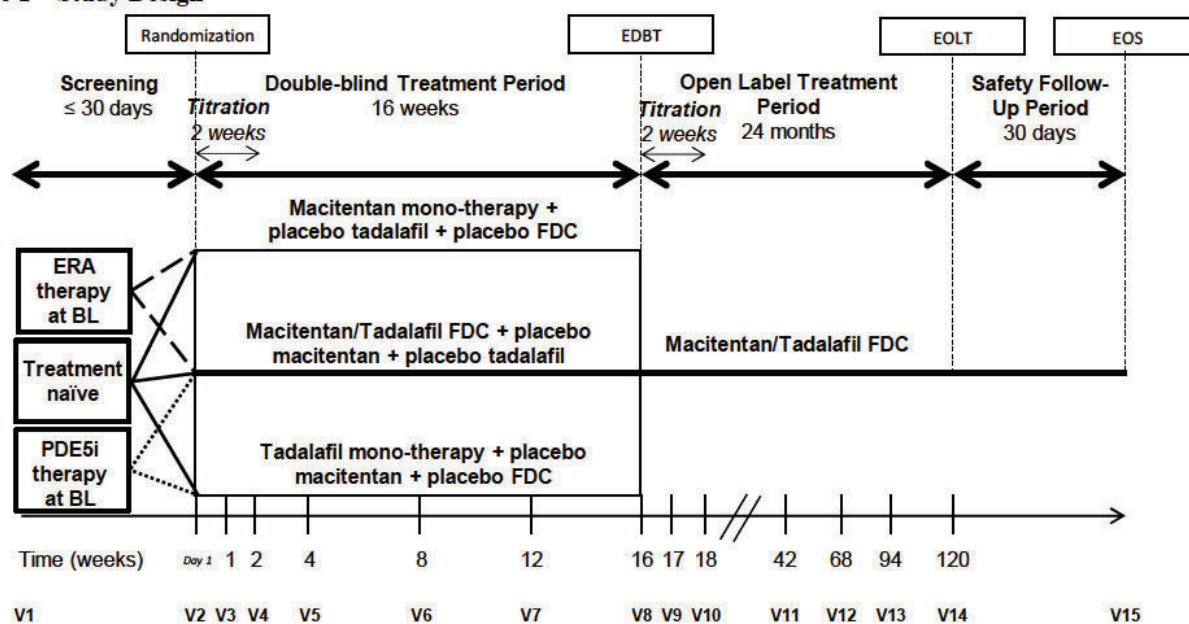 Study Design
Randomization
EDBT
EOLT
EOS
Screening
≤ 30 days
Double-blind Treatment Period
16 weeks
Titration
2 weeks
Open Label Treatment
Period
24 months
Titration
2 weeks
Safety Follow-
Up Period
30 days
Macitentan mono-therapy +
placebo tadalafil + placebo FDC
ERA
therapy
at BL
Treatment
naïve
PDE5i
therapy
at BL
Macitentan/Tadalafil FDC + placebo
macitentan + placebo tadalafil
Macitentan/Tadalafil FDC
Tadalafil mono-therapy + placebo
macitentan + placebo FDC
Time (weeks) Day 1 1 2 4 8 12 16 17 18 42 68 94 120
V1 V2 V3 V4 V5 V6 V7 V8 V9 V10 V11 V12 V13 V14 V15